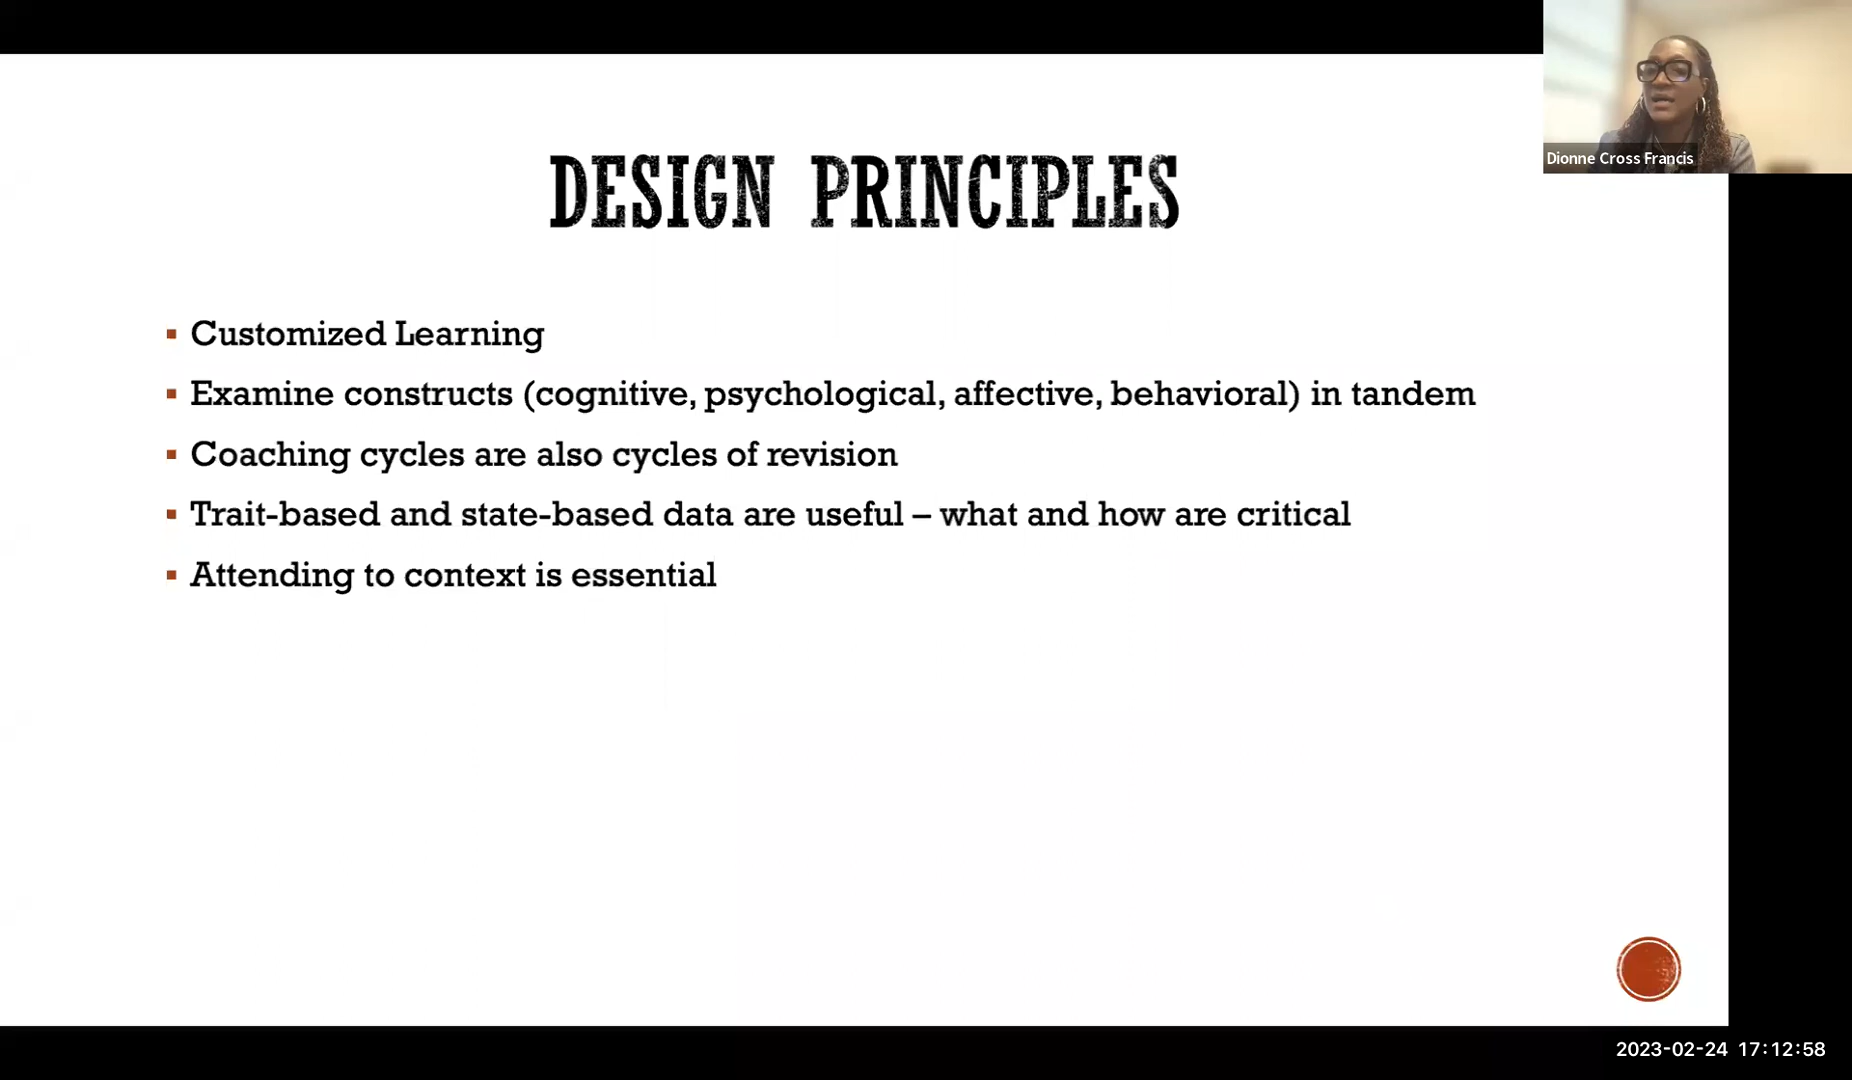 Dionne Cross Francis
DESIGN PRINCIPLES
Customized Learning
Examine constructs (cognitive, psychological, affective, behavioral) in tandem
Coaching cycles are also cycles of revision
Trait-based and state-based data are useful – what and how are critical
Attending to context is essential
2023-02-24 17:12:58